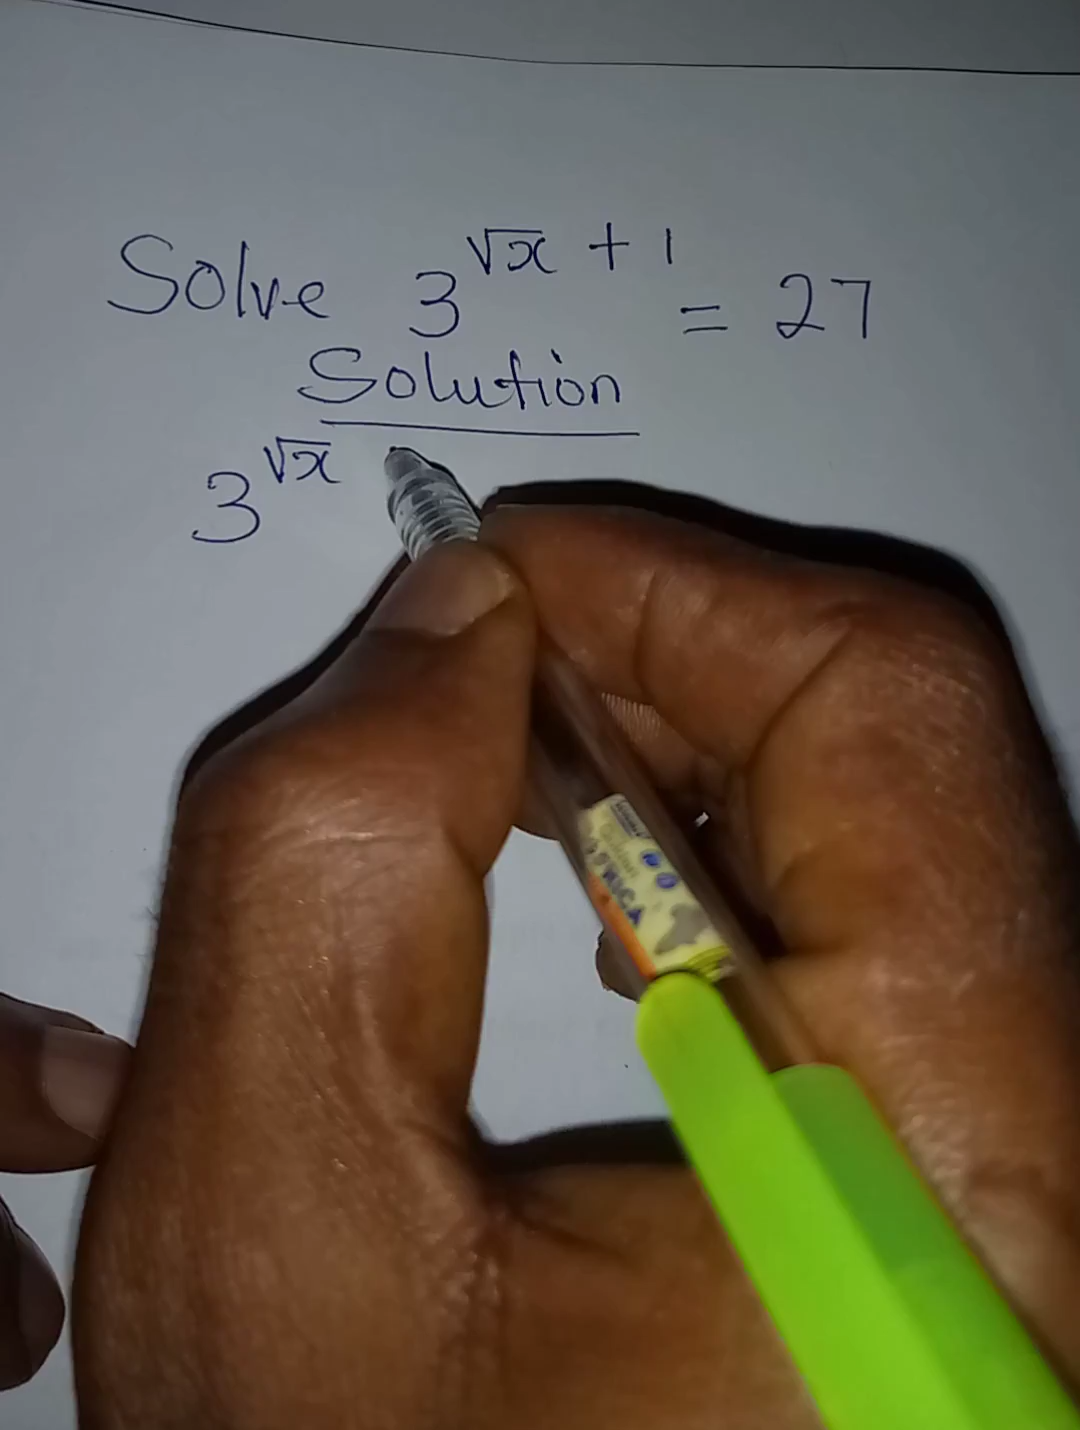 Solve 3^{√x + 1} = 27
Solution
3^{√x}